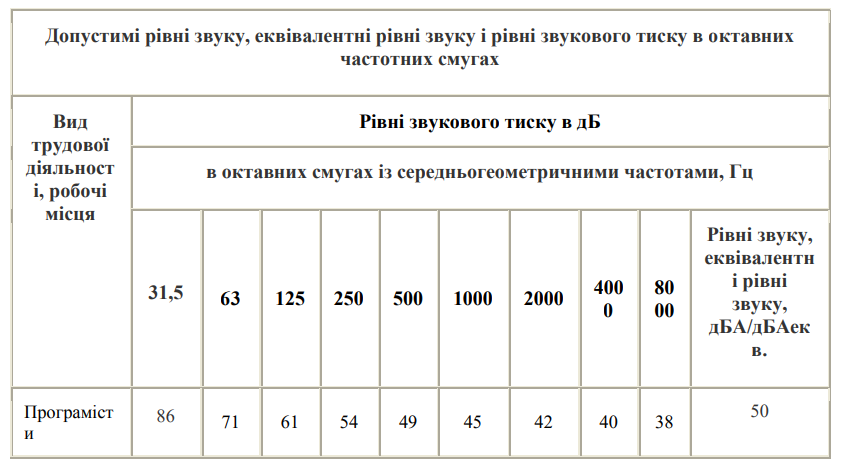 Допустимі рівні звуку, еквівалентні рівні звуку і рівні звукового тиску в октавних
частотних смугах
Вид
трудової
діяльност
і, робочі
місця
Рівні звукового тиску в дБ
в октавних смугах із середньогеометричними частотами, Гц
31,5
63
125
250
500
1000
2000
400
0
80
00
Рівні звуку,
еквівалентн
і рівні
звуку,
дБА/дБАек
в.
Програміст
и
86
71
61
54
49
45
42
40
38
50